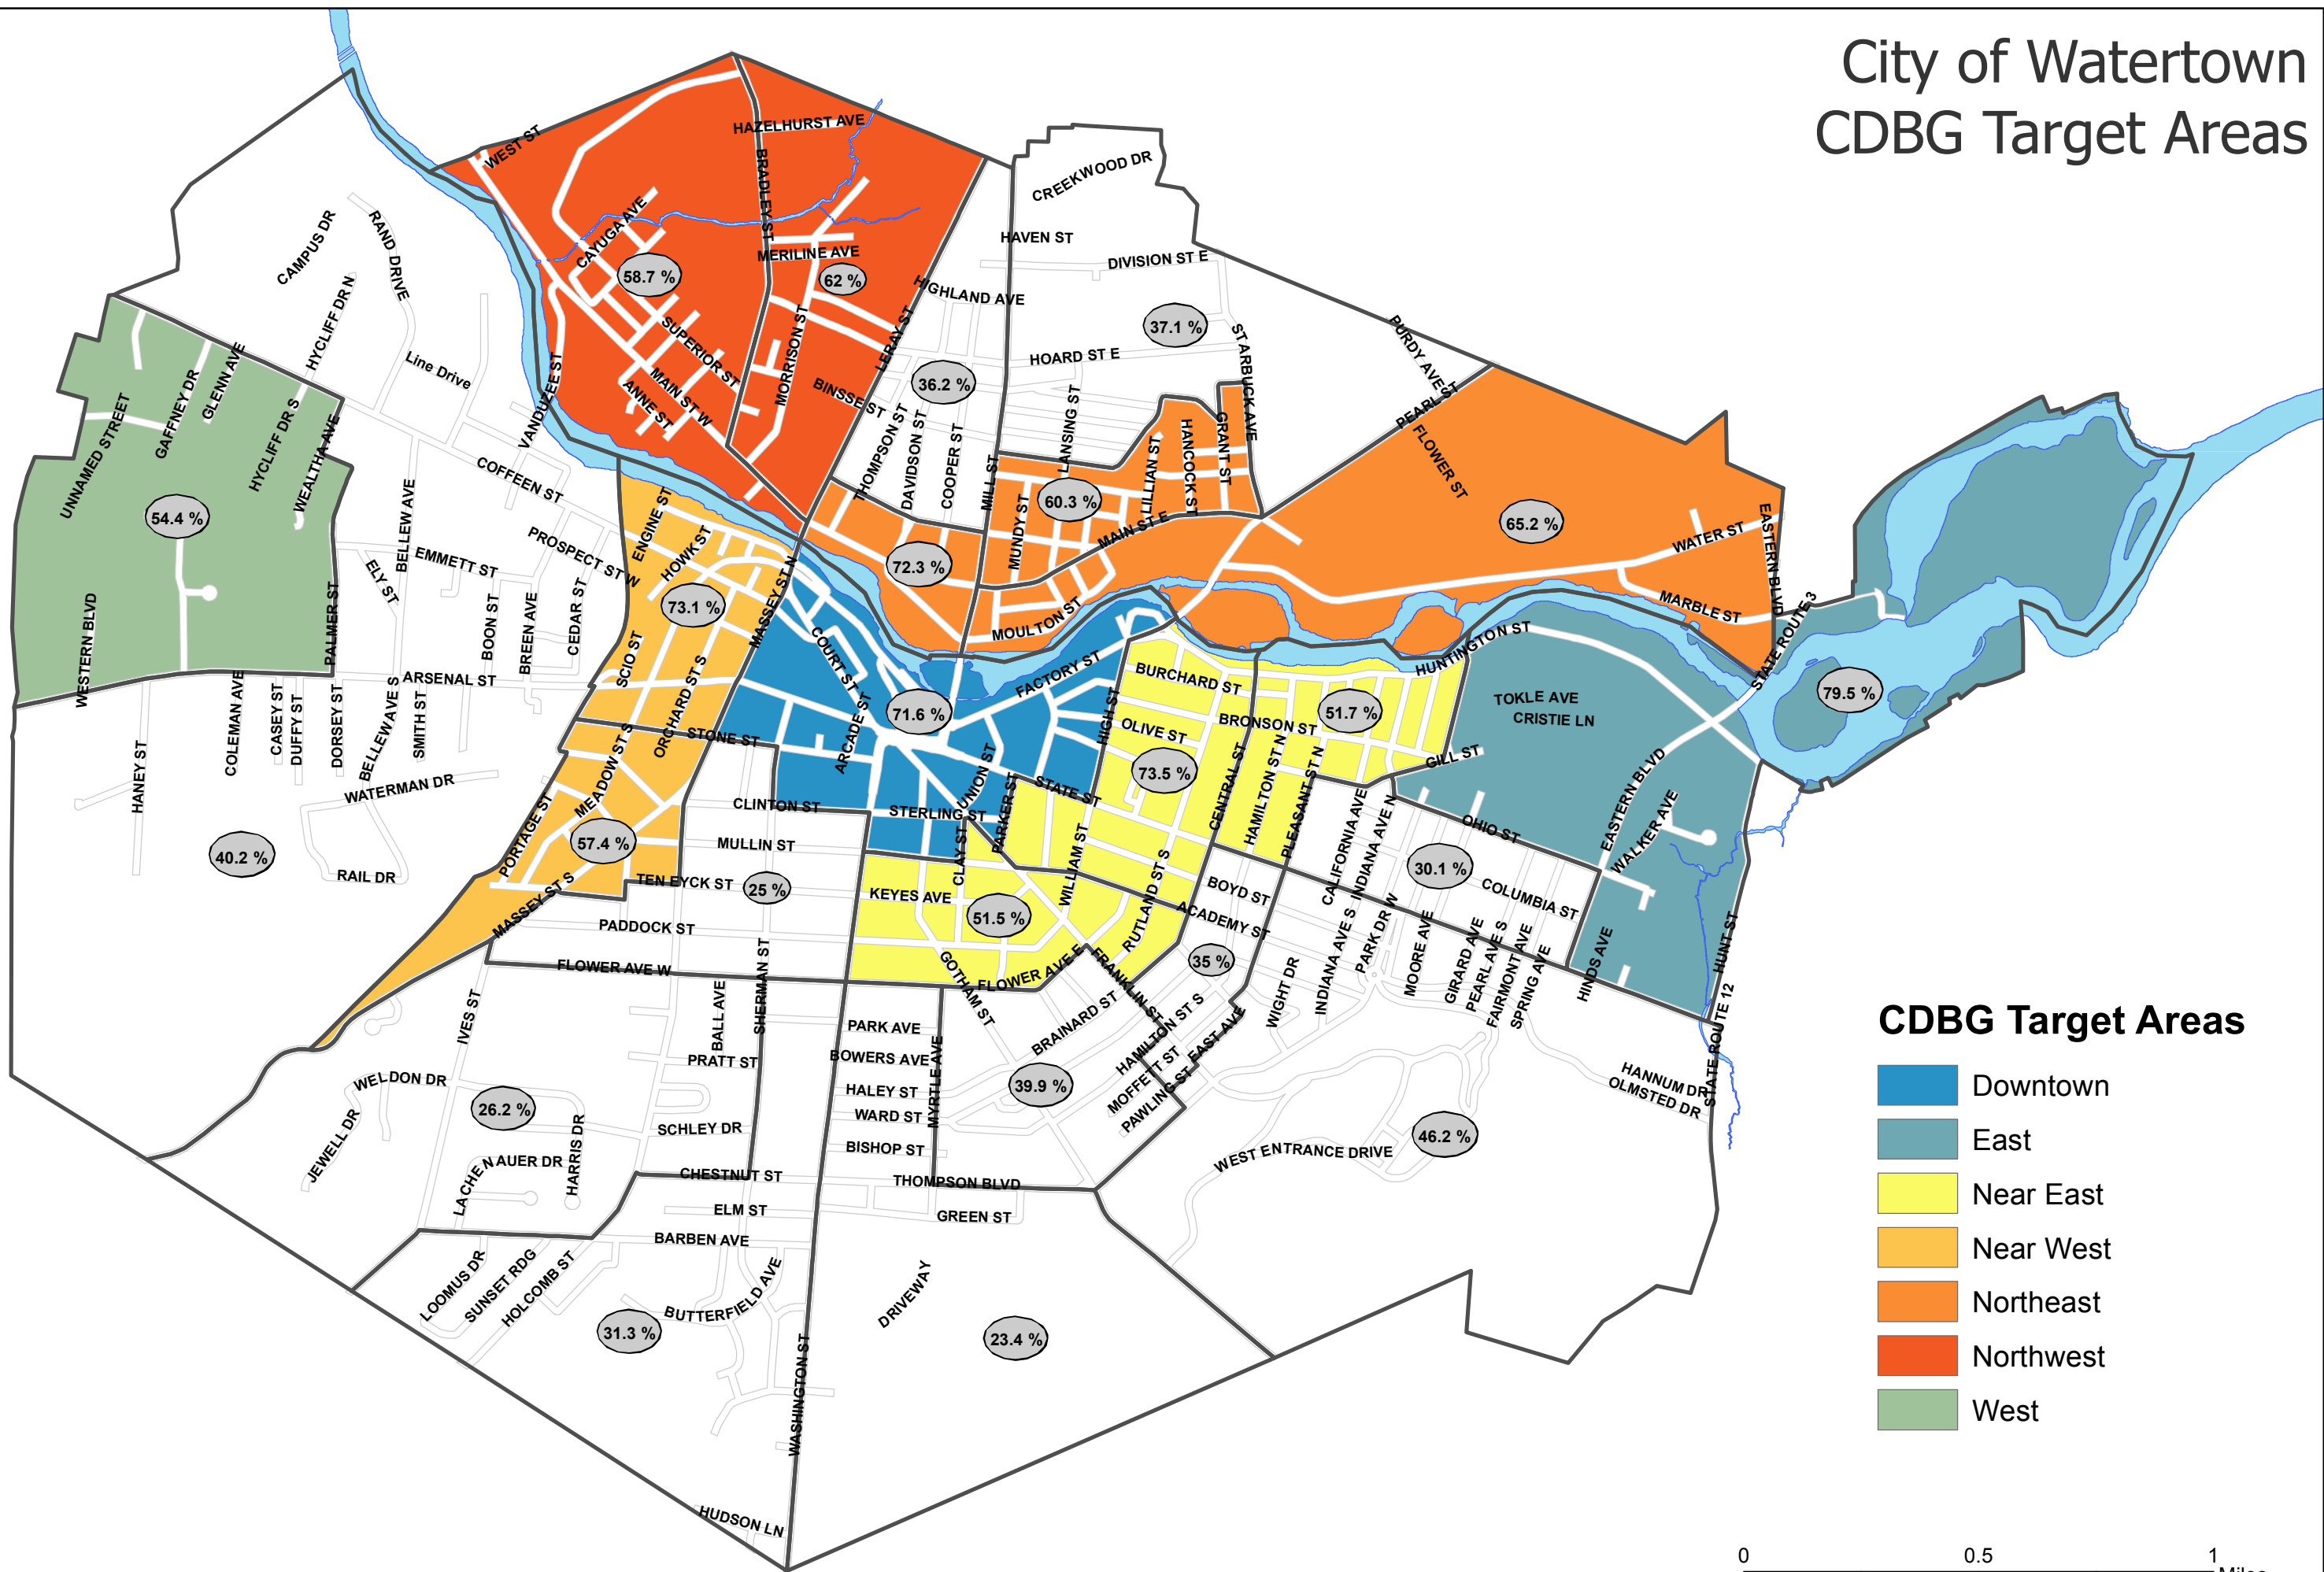 City of Watertown
CDBG Target Areas
WEST ST
HAZELHURST AVE
BRADLEY ST
CREEKWOOD DR
CAMPUS DR
RAND DRIVE
CAYUGA AVE
MERILINE AVE
HAVEN ST
DIVISION ST E
58.7 %
62 %
HYCLIFF DR N
HIGHLAND AVE
37.1 %
SUPERIOR ST
MORRISON ST
LERAY ST
STARBUCK AVE
PURDY AVE
GLENN AVE
GAFFNEY DR
Line Drive
HOARD ST E
VANDUZEE ST
MAIN ST W
ANNE ST
BINSSE ST
36.2 %
PEARL ST
FLOWER ST
UNNAMED STREET
HYCLIFF DR S
WEALTHA AVE
THOMPSON ST
DAVIDSON ST
COOPER ST
MILL ST
LANSING ST
LILLIAN ST
HANCOCK ST
GRANT ST
COFFEN ST
54.4 %
BELLEW AVE
ENGINE ST
60.3 %
65.2 %
MUNDY ST
MAIN ST E
WATER ST
EASTERN BLVD
PROSPECT ST W
HOWK ST
EMMETT ST
ELY ST
72.3 %
73.1 %
MASSEY ST N
MARBLE ST
STATE ROUTE 3
WESTERN BLVD
PALMER ST
BOON ST
BREEN AVE
CEDAR ST
SCIO ST
COURT ST
MOULTON ST
HUNTINGTON ST
ARSENAL ST
ORCHARD ST S
FACTORY ST
BURCHARD ST
TOKLE AVE
CRISTIE LN
79.5 %
COLEMAN AVE
CASEY ST
DUFFY ST
DORSEY ST
BELLEWAVE S
SMITH ST
71.6 %
51.7 %
HANEY ST
STONE ST
ARCADE ST
HIGH ST
OLIVE ST
BRONSON ST
GILL ST
MEADOW ST S
WATERMAN DR
UNION ST
STATE ST
73.5 %
CENTRAL ST
HAMILTON ST N
PLEASANT ST N
EASTERN BLVD
WALKER AVE
PORTAGE ST
CLINTON ST
STERLING ST
PARKER ST
CALIFORNIA AVE
INDIANA AVE N
OHIO ST
40.2 %
57.4 %
MULLIN ST
CLAY ST
WILLIAM ST
30.1 %
RAIL DR
TEN EYCK ST
25 %
KEYES AVE
RUTLAND ST S
BOYD ST
COLUMBIA ST
MASSEY ST S
51.5 %
ACADEMY ST
PARK DR W
PADDOCK ST
35 %
INDIANA AVE S
MOORE AVE
GIRARD AVE
PEARL AVE S
FAIRMONT AVE
SPRING AVE
HINDS AVE
HUNT ST
FLOWER AVE W
SHERMAN ST
GOTHAM ST
FLOWER AVE E
FRANKLIN ST
WIGHT DR
IVES ST
BALL AVE
PARK AVE
BRAINARD ST
HAMILTON ST S
EAST AVE
STATE ROUTE 12
PRATT ST
BOWERS AVE
MYRTLE AVE
MOFFETT ST
PAWLING ST
HANNUM DR
OLMSTED DR
WELDON DR
HALEY ST
39.9 %
26.2 %
WARD ST
JEWELL DR
HARRIS DR
SCHLEY DR
46.2 %
BISHOP ST
WEST ENTRANCE DRIVE
LACHENAUER DR
CHESTNUT ST
THOMPSON BLVD
ELM ST
GREEN ST
BARBEN AVE
LOOMUS DR
SUNSET RDG
HOLCOMB ST
BUTTERFIELD AVE
DRIVEWAY
31.3 %
23.4 %
WASHINGTON ST
HUDSON LN
CDBG Target Areas
Downtown
East
Near East
Near West
Northeast
Northwest
West
0 0.5 1
Miles